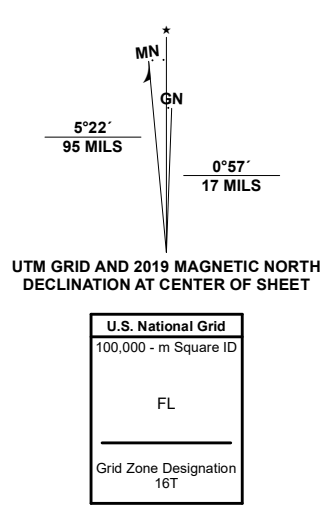 ★
MN
GN
5°22´
95 MILS
0°57´
17 MILS
UTM GRID AND 2019 MAGNETIC NORTH
DECLINATION AT CENTER OF SHEET
U.S. National Grid
100,000 - m Square ID
FL
Grid Zone Designation
16T